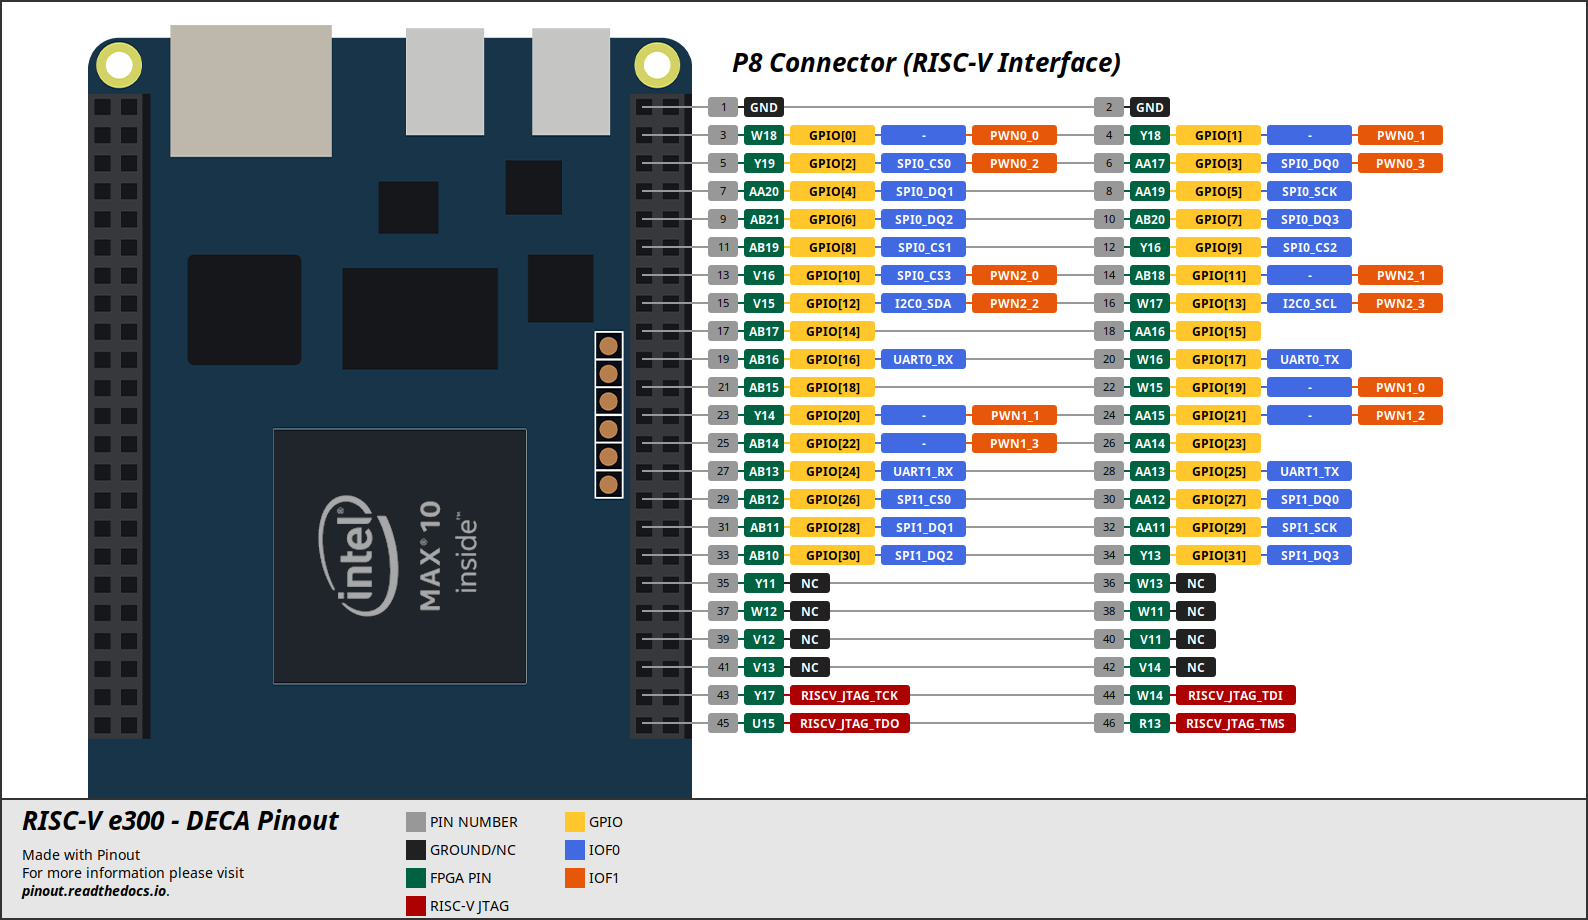 P8 Connector (RISC-V Interface)
1 GND 2 GND
3 W18 GPIO[0] - PWN0_0 4 Y18 GPIO[1] - PWN0_1
5 Y19 GPIO[2] SPI0_CS0 PWN0_2 6 AA17 GPIO[3] SPI0_DQ0 PWN0_3
7 AA20 GPIO[4] SPI0_DQ1 8 AA19 GPIO[5] SPI0_SCK
9 AB21 GPIO[6] SPI0_DQ2 10 AB20 GPIO[7] SPI0_DQ3
11 AB19 GPIO[8] SPI0_CS1 12 Y16 GPIO[9] SPI0_CS2
13 V16 GPIO[10] SPI0_CS3 PWN2_0 14 AB18 GPIO[11] - PWN2_1
15 V15 GPIO[12] I2C0_SDA PWN2_2 16 W17 GPIO[13] I2C0_SCL PWN2_3
17 AB17 GPIO[14] 18 AA16 GPIO[15]
19 AB16 GPIO[16] UART0_RX 20 W16 GPIO[17] UART0_TX
21 AB15 GPIO[18] 22 W15 GPIO[19] - PWN1_0
23 Y14 GPIO[20] - PWN1_1 24 AA15 GPIO[21] - PWN1_2
25 AB14 GPIO[22] - PWN1_3 26 AA14 GPIO[23]
27 AB13 GPIO[24] UART1_RX 28 AA13 GPIO[25] UART1_TX
29 AB12 GPIO[26] SPI1_CS0 30 AA12 GPIO[27] SPI1_DQ0
31 AB11 GPIO[28] SPI1_DQ1 32 AA11 GPIO[29] SPI1_SCK
33 AB10 GPIO[30] SPI1_DQ2 34 Y13 GPIO[31] SPI1_DQ3
35 Y11 NC 36 W13 NC
37 W12 NC 38 W11 NC
39 V12 NC 40 V11 NC
41 V13 NC 42 V14 NC
43 Y17 RISCV_JTAG_TCK 44 W14 RISCV_JTAG_TDI
45 U15 RISCV_JTAG_TDO 46 R13 RISCV_JTAG_TMS
intel®
MAX® 10
inside™
RISC-V e300 - DECA Pinout
Made with Pinout
For more information please visit
pinout.readthedocs.io.
PIN NUMBER
GROUND/NC
FPGA PIN
RISC-V JTAG
GPIO
IOF0
IOF1